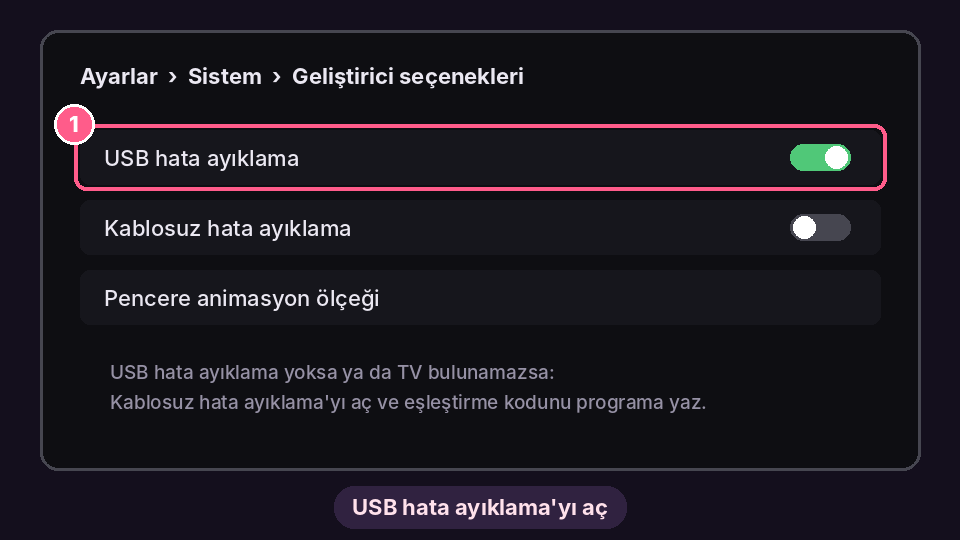 Ayarlar › Sistem › Geliştirici seçenekleri
1
USB hata ayıklama
Kablosuz hata ayıklama
Pencere animasyon ölçeği
USB hata ayıklama yoksa ya da TV bulunamazsa:
Kablosuz hata ayıklama'yı aç ve eşleştirme kodunu programa yaz.
USB hata ayıklama'yı aç